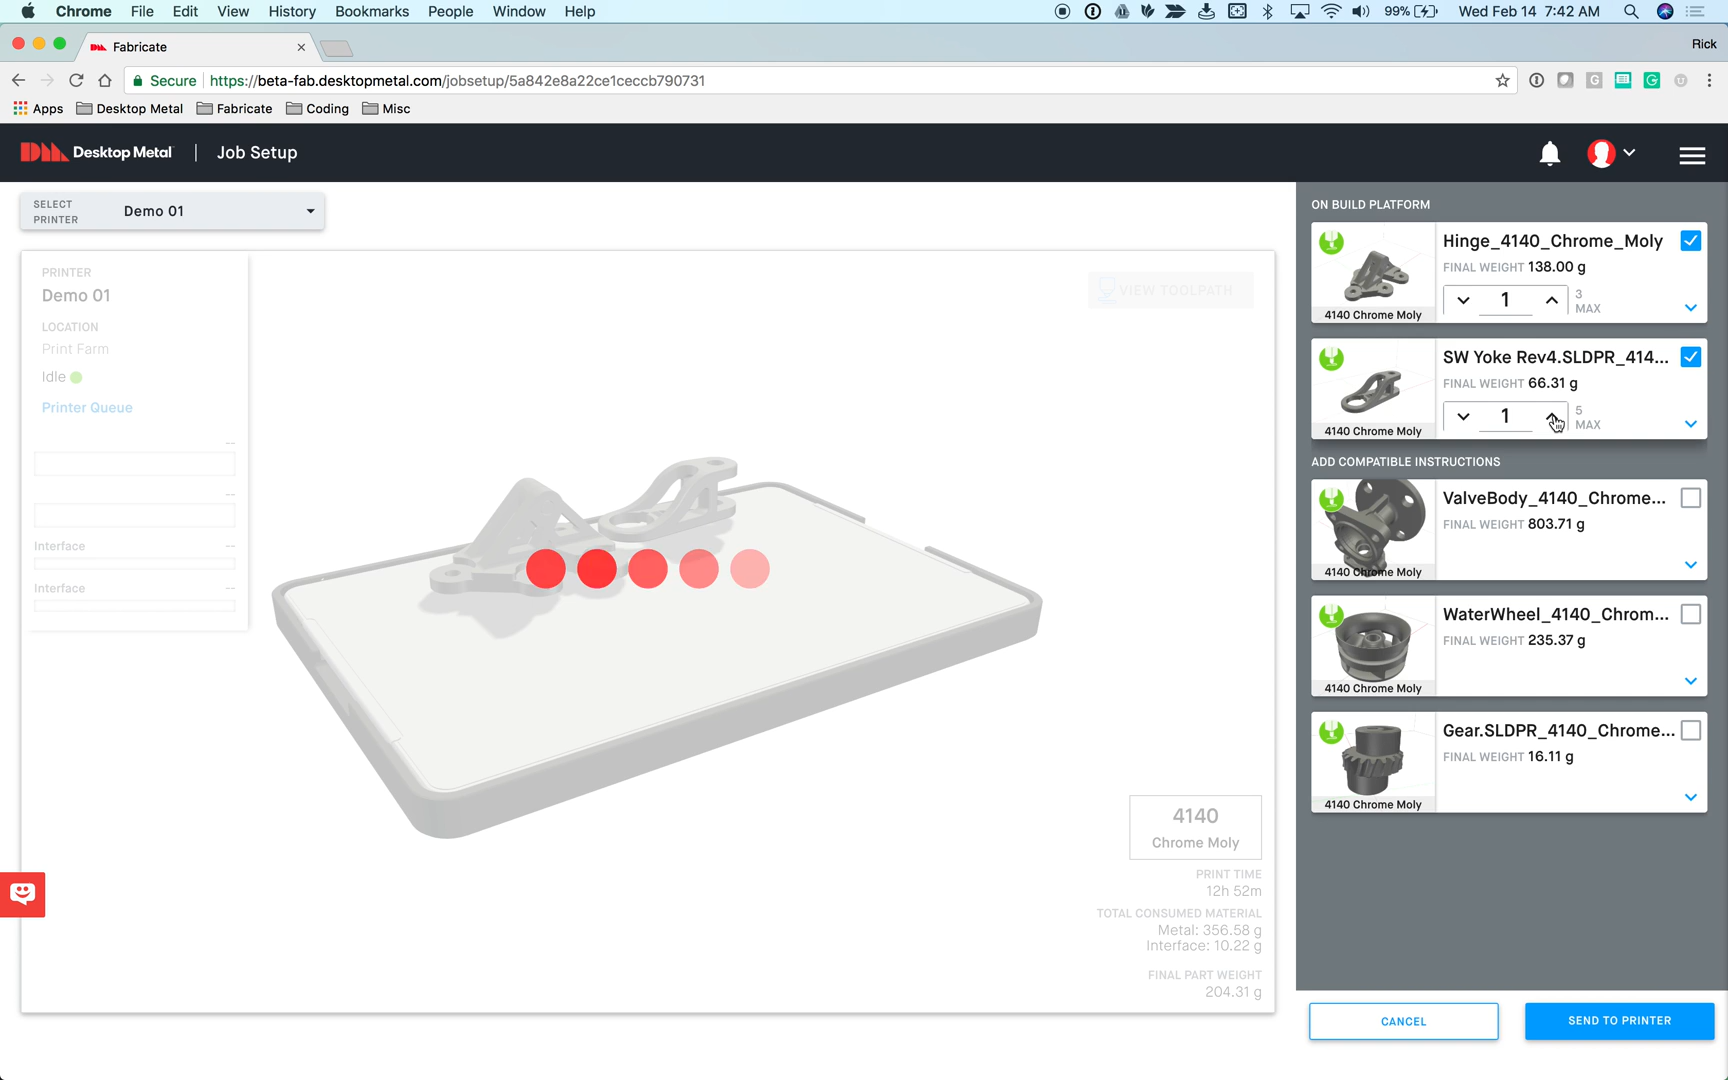 Chrome File Edit View History Bookmarks People Window Help 99% Wed Feb 14 7:42 AM
Fabricate Rick
Secure https://beta-fab.desktopmetal.com/jobsetup/5a842e8a22ce1ceccb790731
Apps Desktop Metal Fabricate Coding Misc
Desktop Metal | Job Setup
SELECT PRINTER Demo 01
PRINTER
Demo 01
LOCATION
Print Farm
Idle
Printer Queue
--
--
Interface --
Interface --
VIEW TOOLPATH
4140
Chrome Moly
PRINT TIME
12h 52m
TOTAL CONSUMED MATERIAL
Metal: 356.58 g
Interface: 10.22 g
FINAL PART WEIGHT
204.31 g
ON BUILD PLATFORM
Hinge_4140_Chrome_Moly
FINAL WEIGHT 138.00 g
1 3 MAX
4140 Chrome Moly
SW Yoke Rev4.SLDPR_414...
FINAL WEIGHT 66.31 g
1 5 MAX
4140 Chrome Moly
ADD COMPATIBLE INSTRUCTIONS
ValveBody_4140_Chrome...
FINAL WEIGHT 803.71 g
4140 Chrome Moly
WaterWheel_4140_Chrom...
FINAL WEIGHT 235.37 g
4140 Chrome Moly
Gear.SLDPR_4140_Chrome...
FINAL WEIGHT 16.11 g
4140 Chrome Moly
CANCEL SEND TO PRINTER